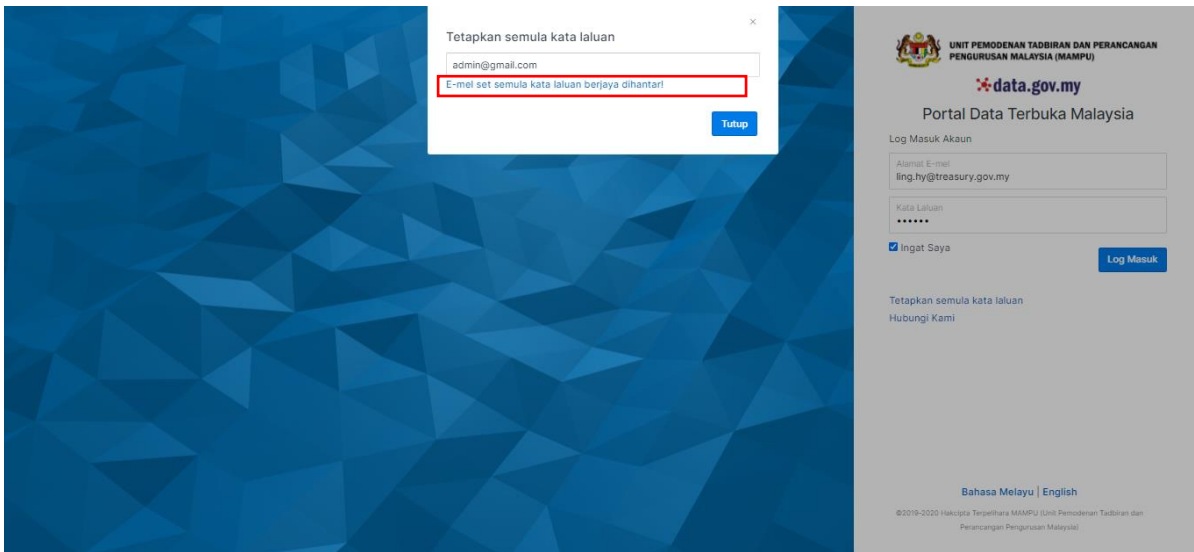 ×
Tetapkan semula kata laluan
admin@gmail.com
E-mel set semula kata laluan berjaya dihantar!
Tutup
UNIT PEMODENAN TADBIRAN DAN PERANCANGAN
PENGURUSAN MALAYSIA (MAMPU)
data.gov.my
Portal Data Terbuka Malaysia
Log Masuk Akaun
Alamat E-mel
ling.hy@treasury.gov.my
Kata Laluan
••••••
Ingat Saya
Log Masuk
Tetapkan semula kata laluan
Hubungi Kami
Bahasa Melayu | English
©2019-2020 Hakcipta Terpelihara MAMPU (Unit Pemodenan Tadbiran dan
Perancangan Pengurusan Malaysia)